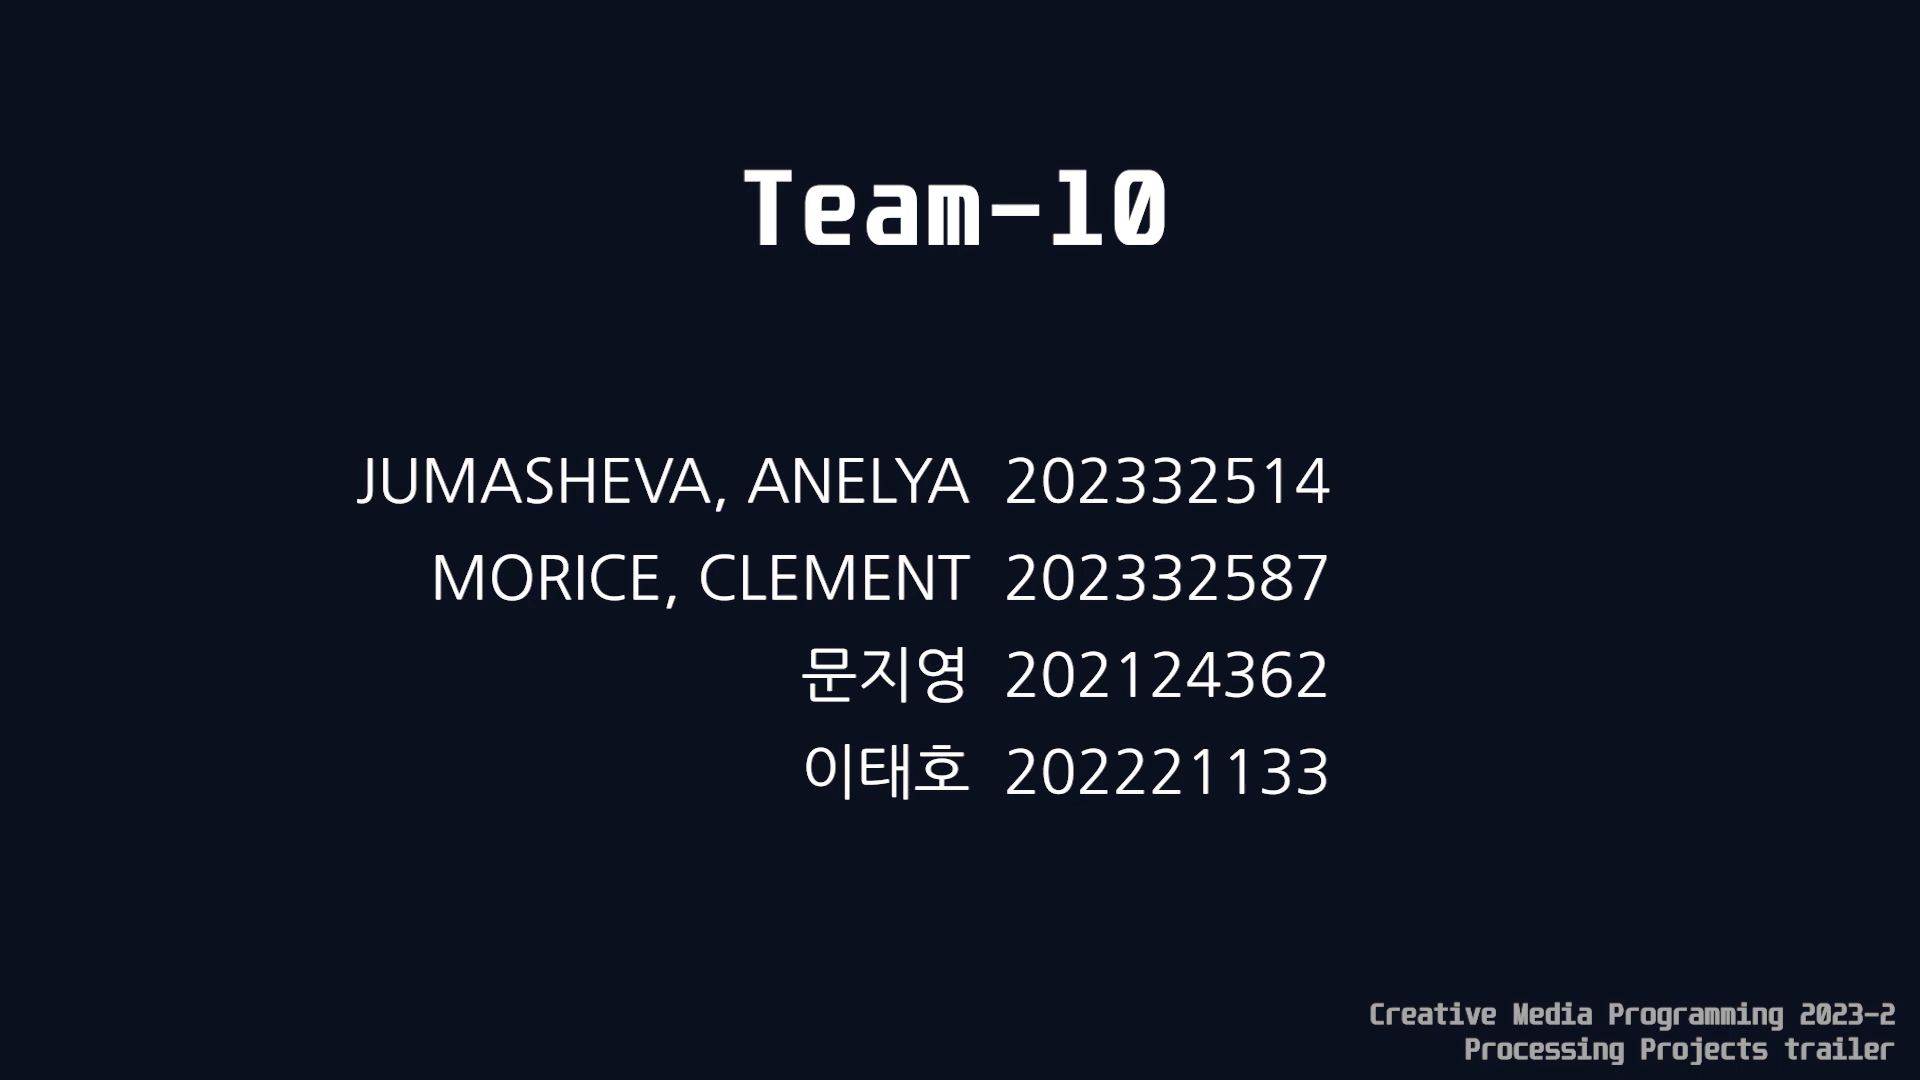 Team-10
JUMASHEVA, ANELYA 202332514
MORICE, CLEMENT 202332587
문지영 202124362
이태호 202221133
Creative Media Programming 2023-2
Processing Projects trailer